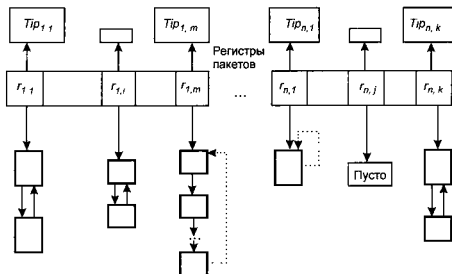 Tip1 1 Tip1, m Tipn,1 Tipn, k
Регистры
пакетов
r1 1 r1,i r1,m ... rn,1 rn, j rn, k
Пусто
...